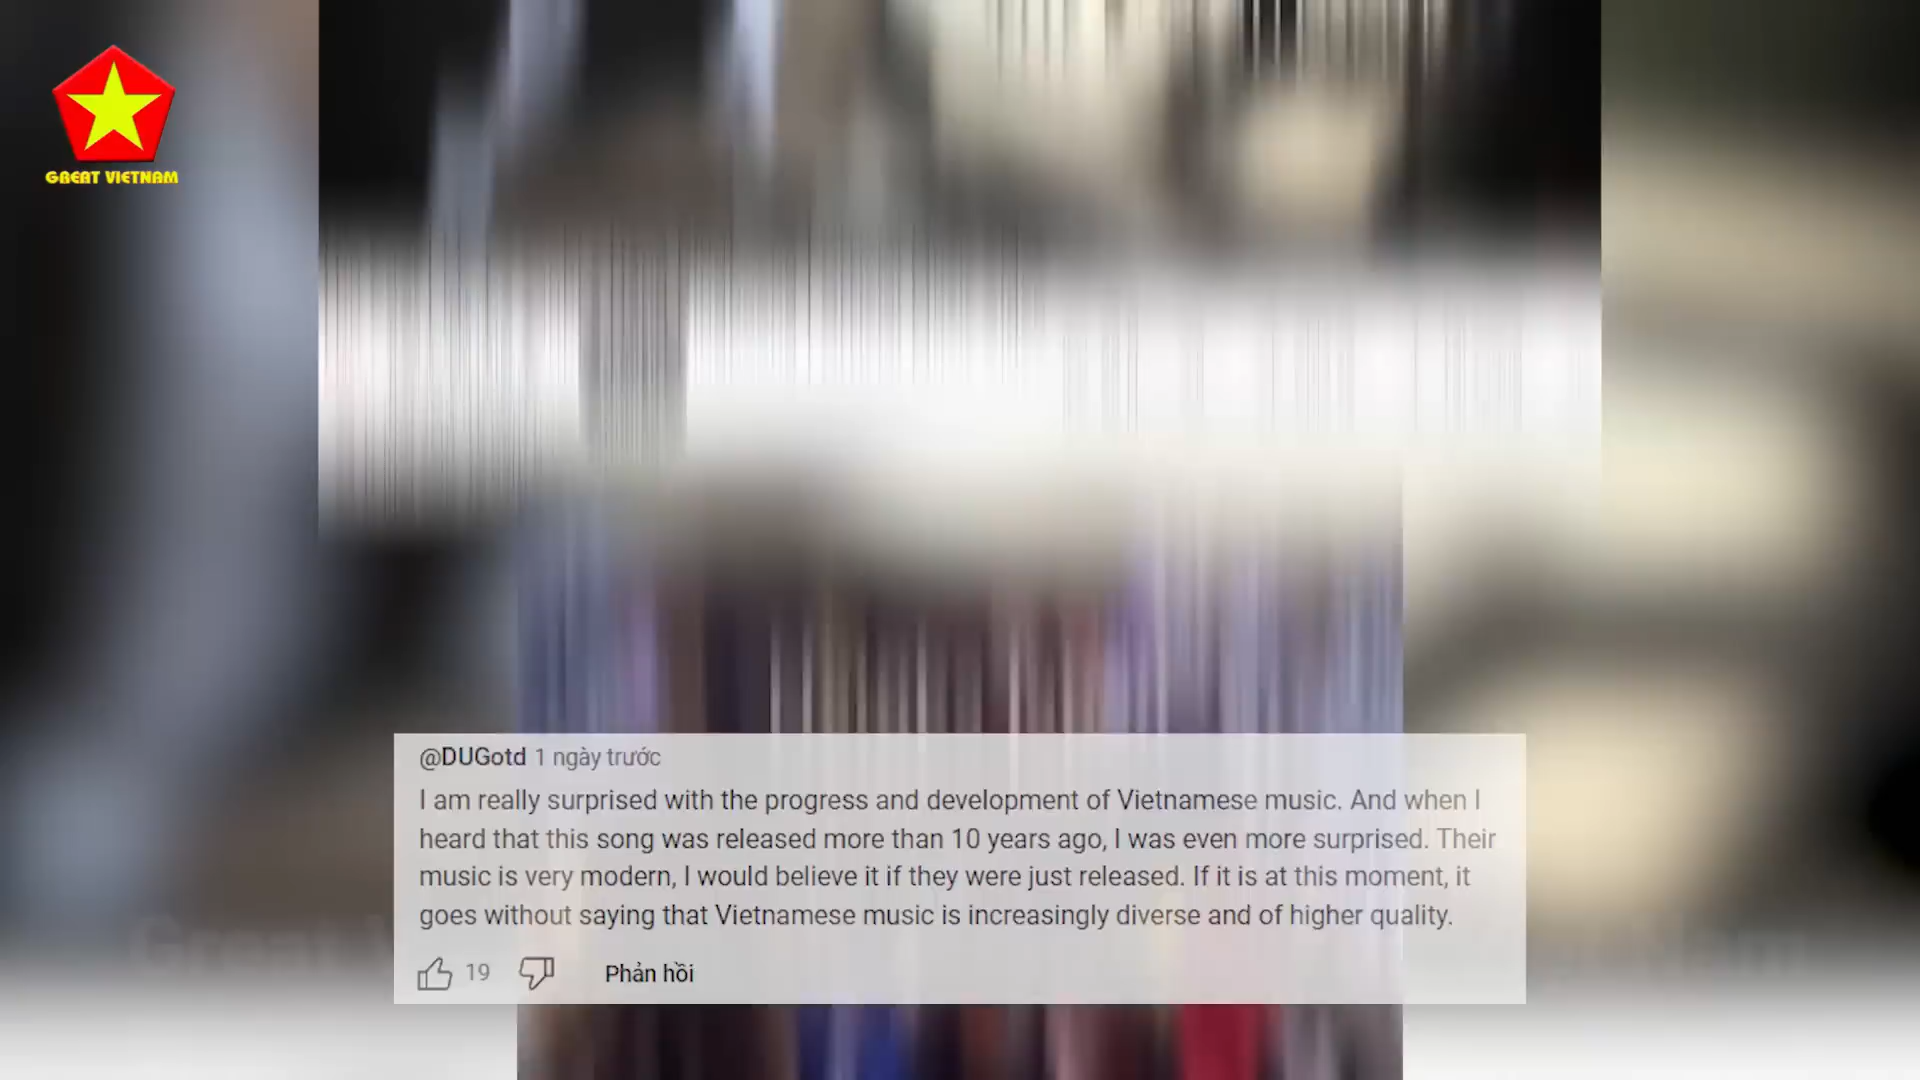 GREAT VIETNAM
@DUGotd 1 ngày trước
I am really surprised with the progress and development of Vietnamese music. And when I
heard that this song was released more than 10 years ago, I was even more surprised. Their
music is very modern, I would believe it if they were just released. If it is at this moment, it
goes without saying that Vietnamese music is increasingly diverse and of higher quality.
19 Phản hồi